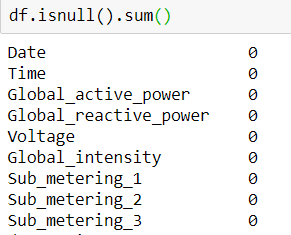 df.isnull().sum()
Date 0
Time 0
Global_active_power 0
Global_reactive_power 0
Voltage 0
Global_intensity 0
Sub_metering_1 0
Sub_metering_2 0
Sub_metering_3 0